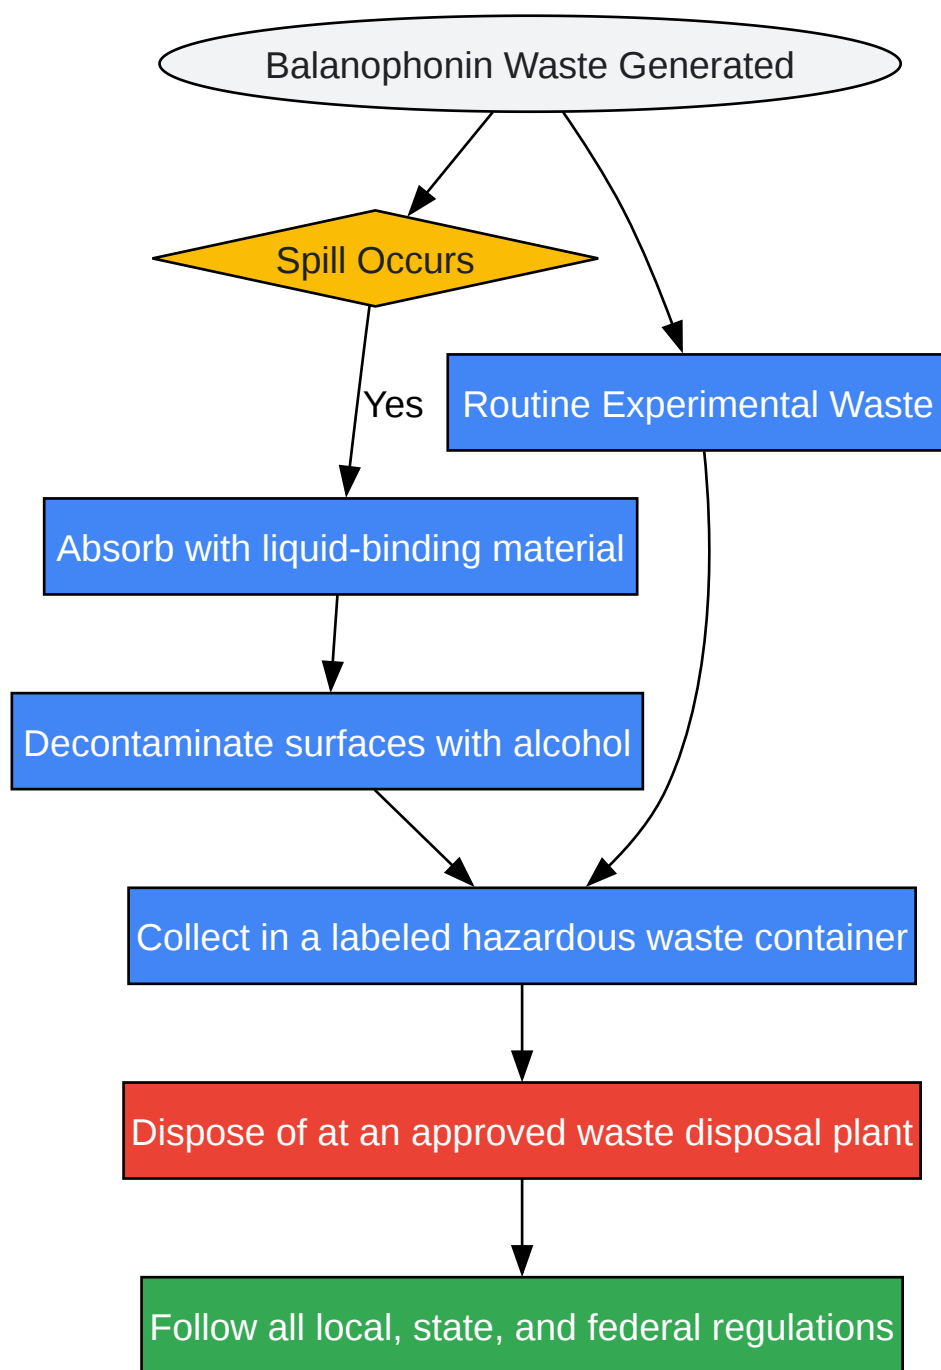 Balanophonin Waste Generated
Spill Occurs
Yes
Routine Experimental Waste
Absorb with liquid-binding material
Decontaminate surfaces with alcohol
Collect in a labeled hazardous waste container
Dispose of at an approved waste disposal plant
Follow all local, state, and federal regulations